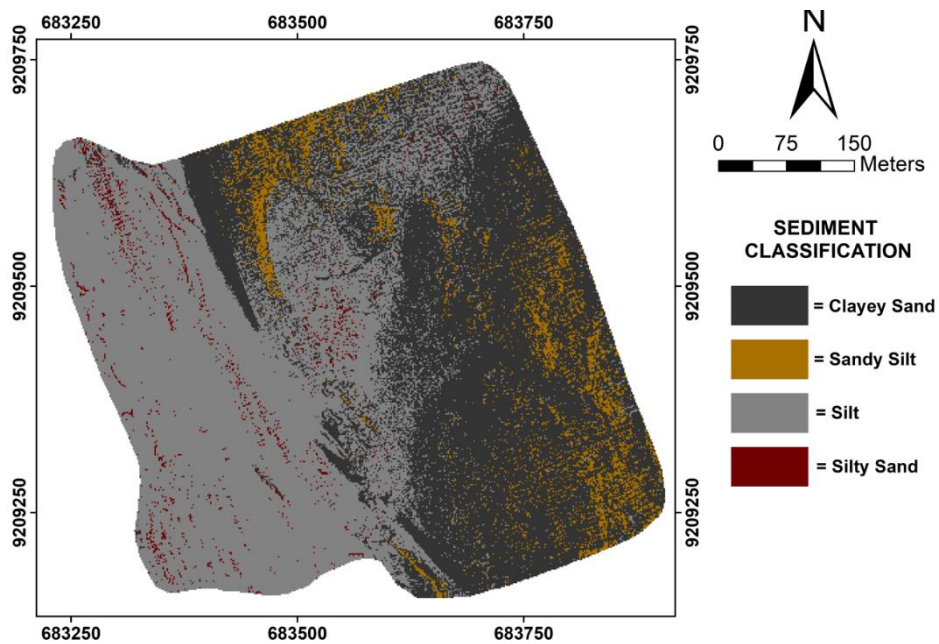 683250 683500 683750
9209750 9209750
9209500 9209500
9209250 9209250
683250 683500 683750
N
0 75 150
Meters
SEDIMENT
CLASSIFICATION
= Clayey Sand
= Sandy Silt
= Silt
= Silty Sand